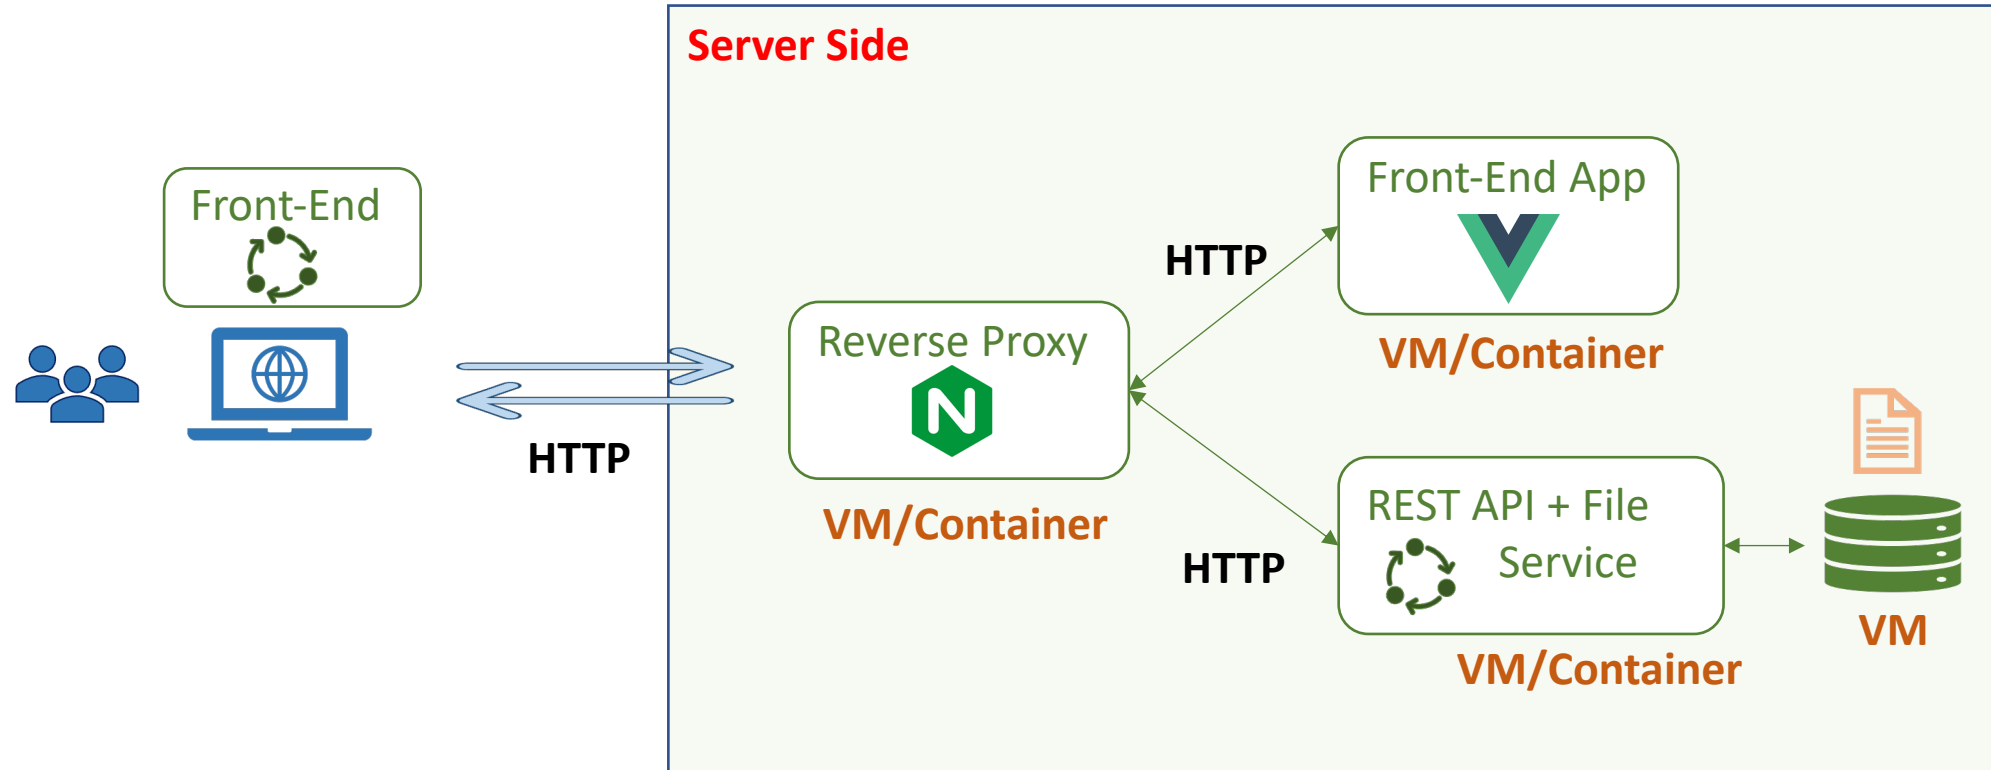 Server Side
Front-End
HTTP
Reverse Proxy
N
VM/Container
HTTP
Front-End App
VM/Container
HTTP
REST API + File
Service
VM/Container
VM